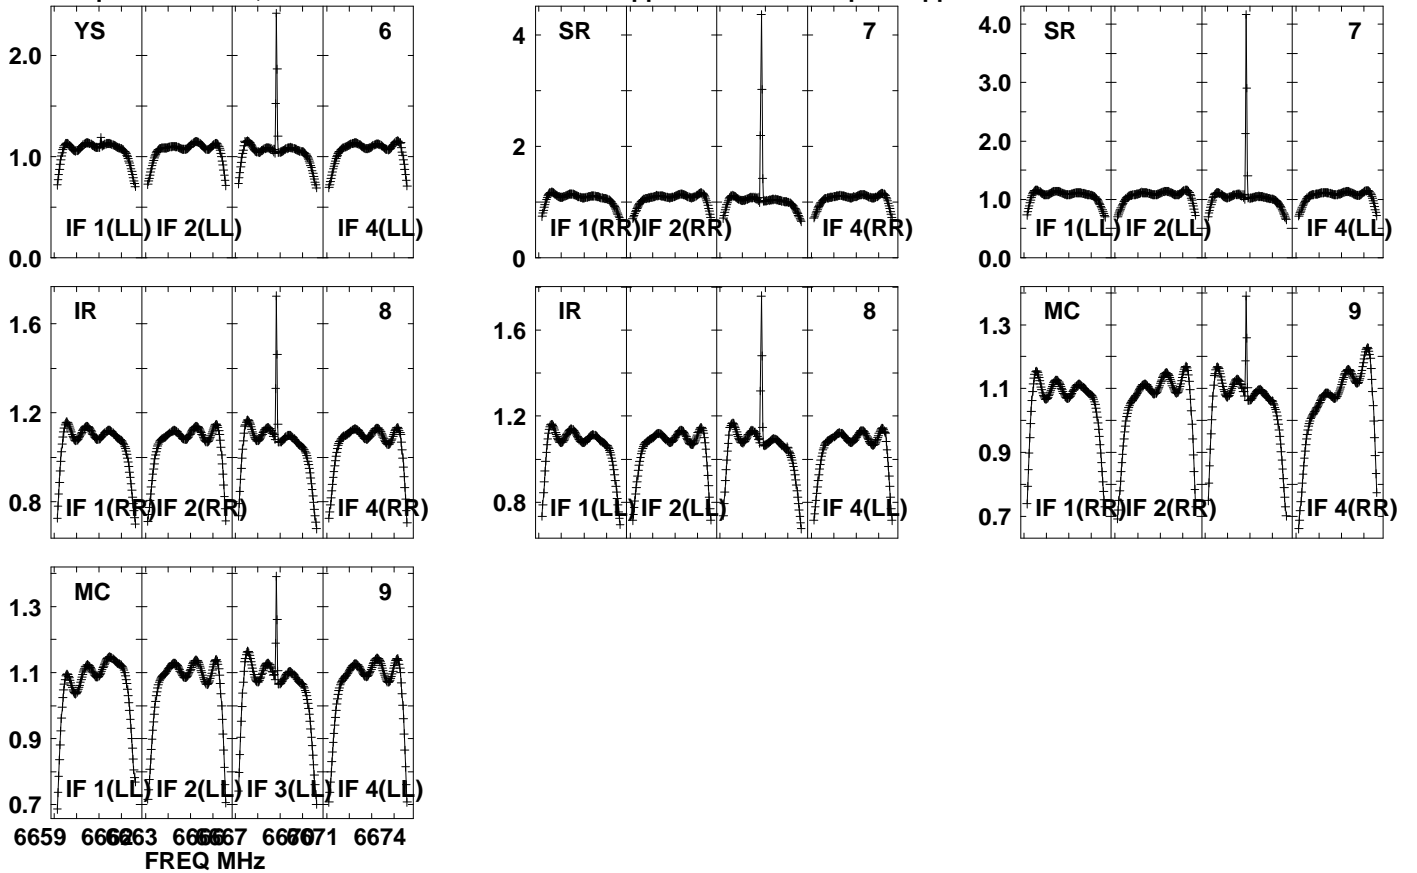 YS 6
2.0
1.0
0.0
IF 1(LL) IF 2(LL) IF 4(LL)
SR 7
4
2
0
IF 1(RR) IF 2(RR) IF 4(RR)
SR 7
4.0
3.0
2.0
1.0
0.0
IF 1(LL) IF 2(LL) IF 4(LL)
IR 8
1.6
1.2
0.8
IF 1(RR) IF 2(RR) IF 4(RR)
IR 8
1.6
1.2
0.8
IF 1(LL) IF 2(LL) IF 4(LL)
MC 9
1.3
1.1
0.9
0.7
IF 1(RR) IF 2(RR) IF 4(RR)
MC 9
1.3
1.1
0.9
0.7
IF 1(LL) IF 2(LL) IF 3(LL) IF 4(LL)
6659 6662 6663 6666 6667 6670 6671 6674
FREQ MHz